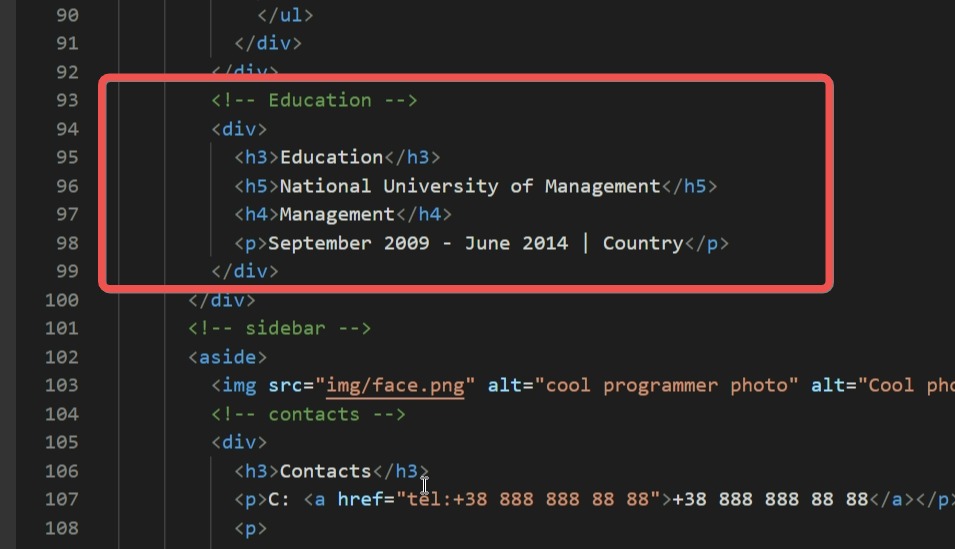 90 </ul>
91 </div>
92 </div>
93 <!-- Education -->
94 <div>
95 <h3>Education</h3>
96 <h5>National University of Management</h5>
97 <h4>Management</h4>
98 <p>September 2009 - June 2014 | Country</p>
99 </div>
100 </div>
101 <!-- sidebar -->
102 <aside>
103 <img src="img/face.png" alt="cool programmer photo" alt="Cool pho
104 <!-- contacts -->
105 <div>
106 <h3>Contacts</h3>
107 <p>C: <a href="tel:+38 888 888 88 88">+38 888 888 88 88</a></p>
108 <p>